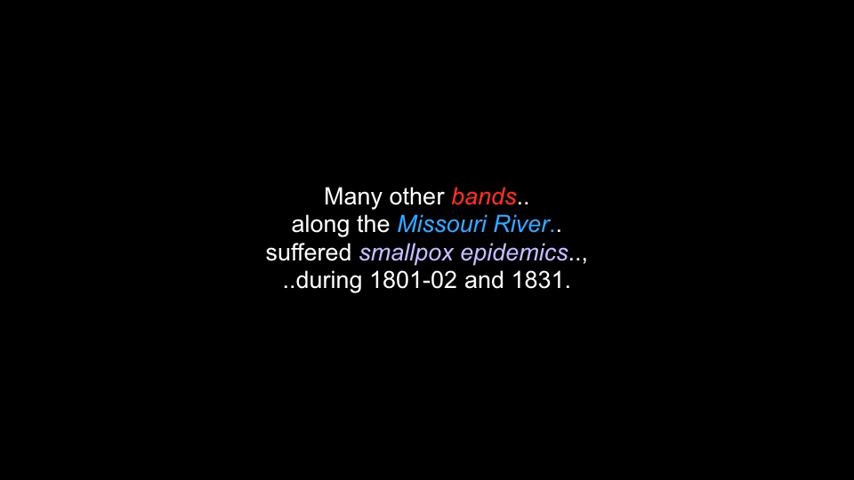 Many other bands..
along the Missouri River..
suffered smallpox epidemics..,
..during 1801-02 and 1831.